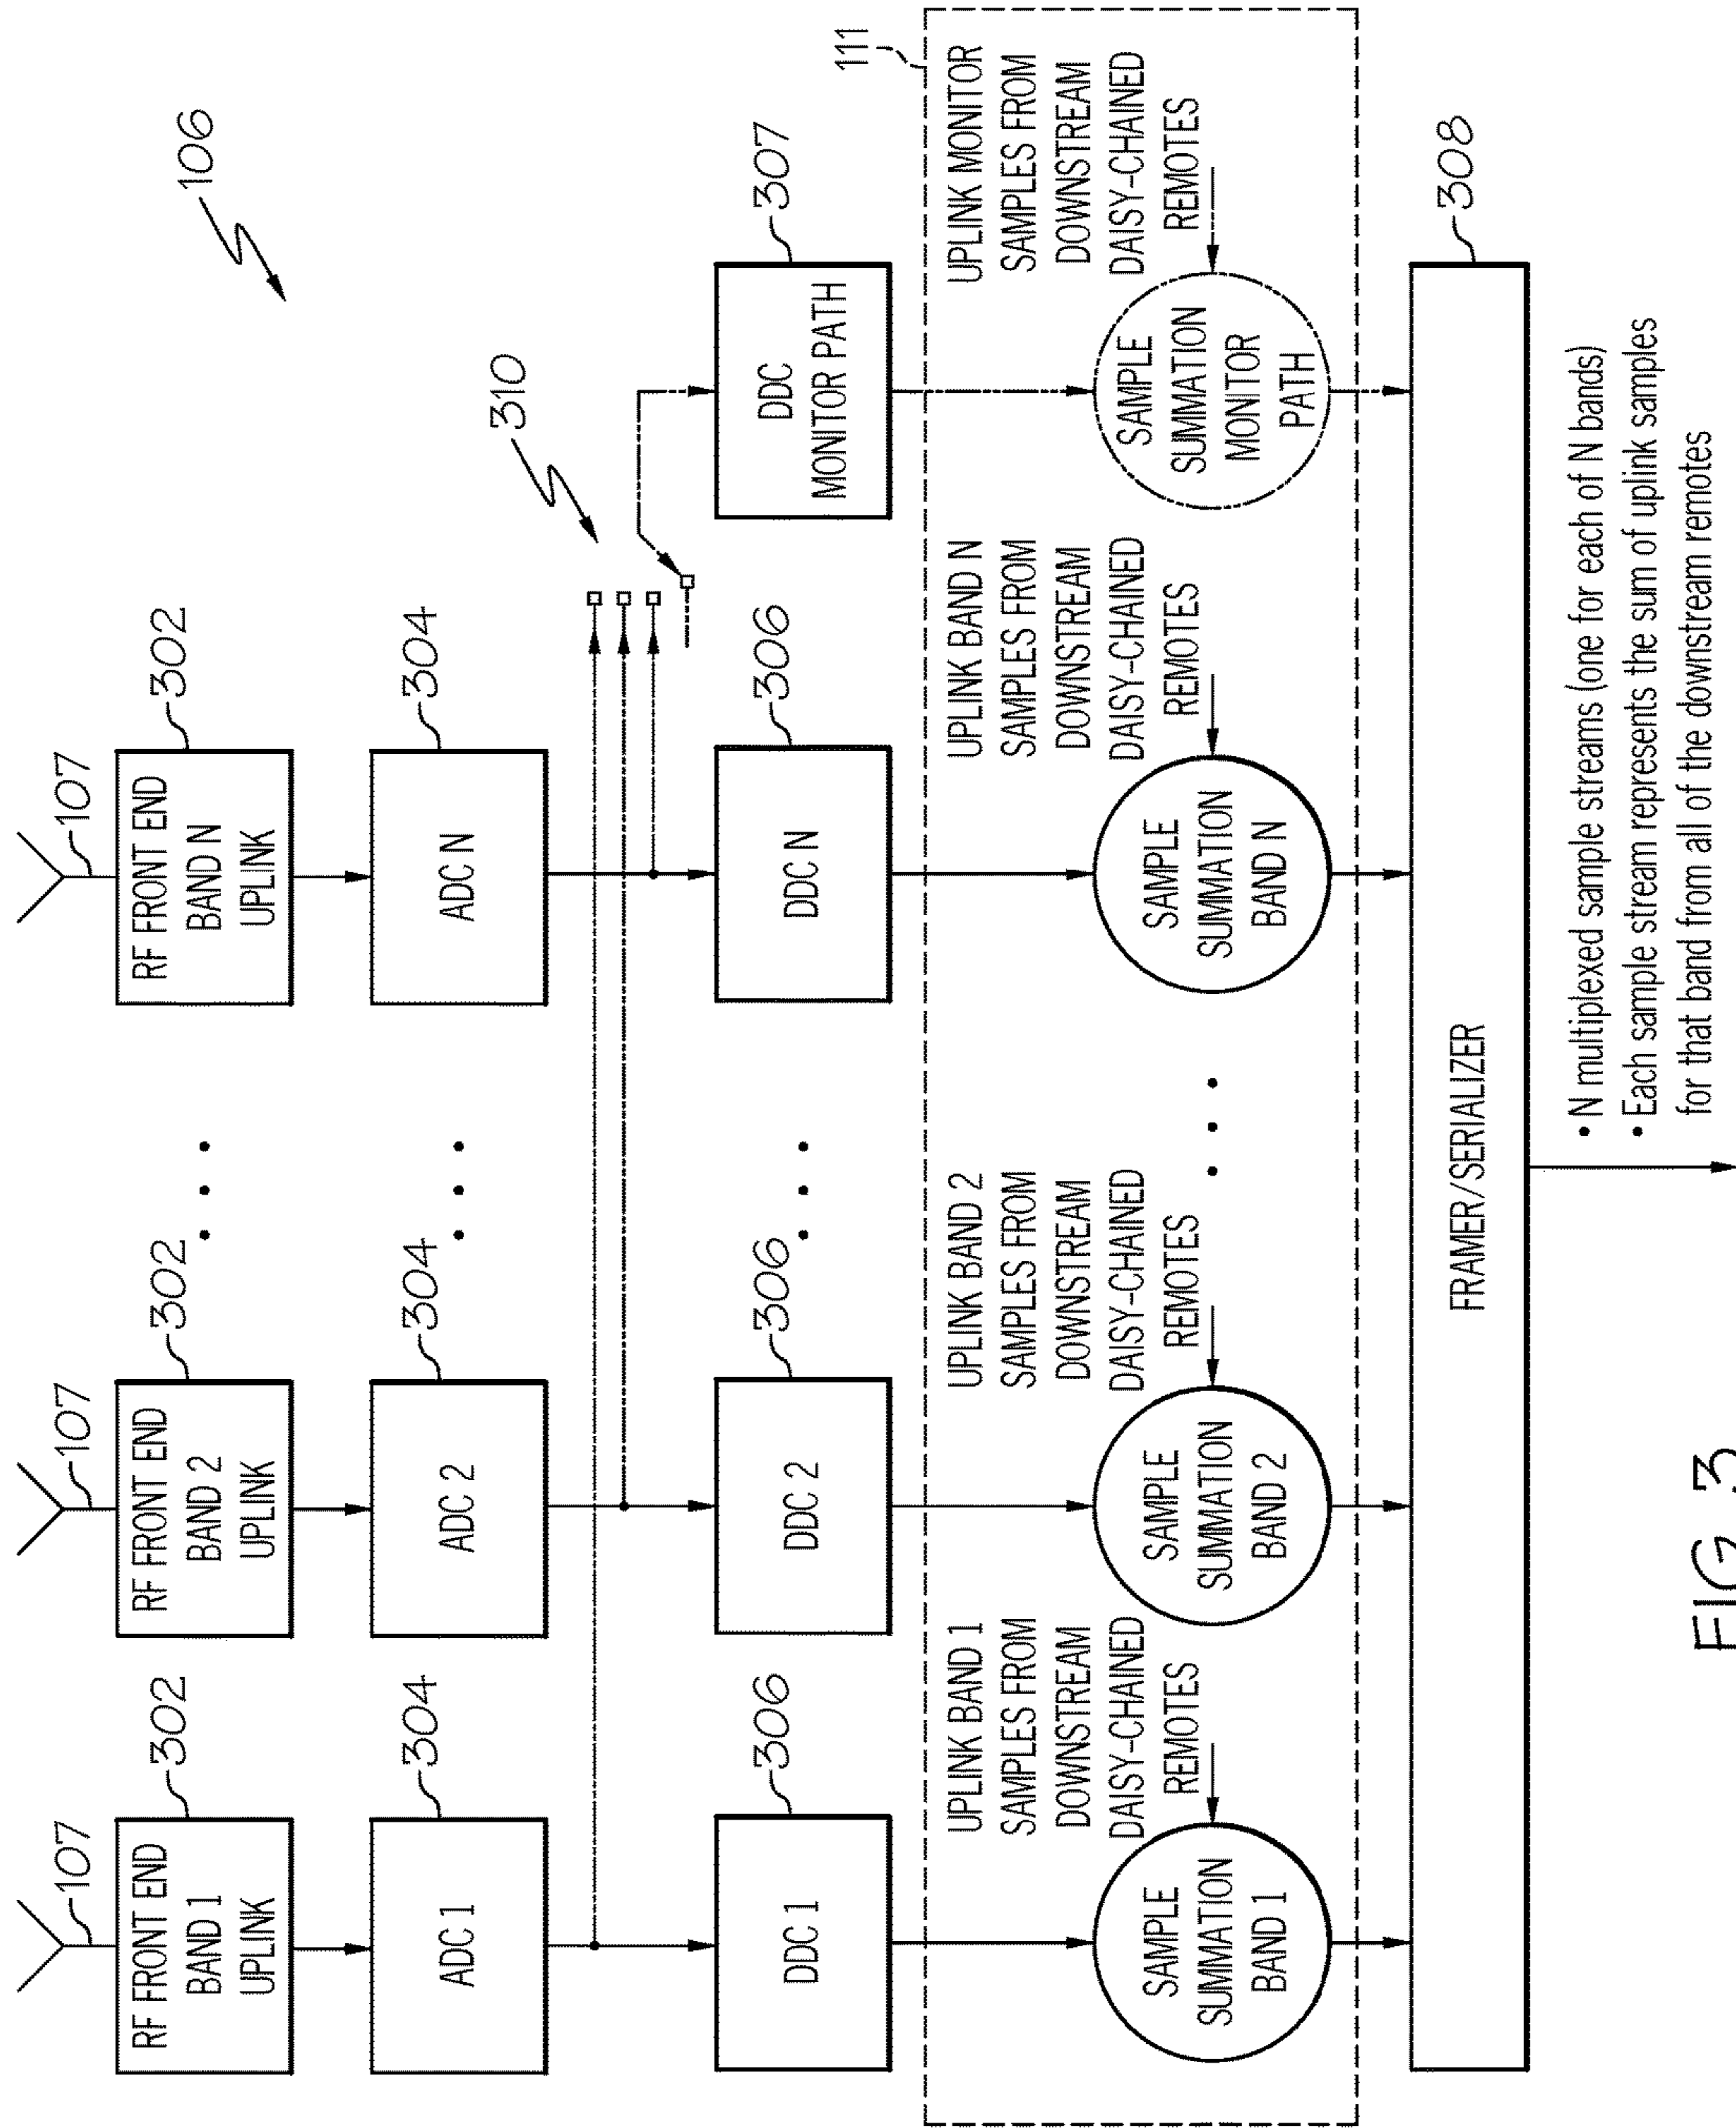 106
107
107
107
302
302
302
RF FRONT END
BAND 1
UPLINK
RF FRONT END
BAND 2
UPLINK
RF FRONT END
BAND N
UPLINK
304
304
304
ADC 1
ADC 2
ADC N
310
306
306
306
307
DDC 1
DDC 2
DDC N
DDC
MONITOR PATH
111
UPLINK BAND 1
SAMPLES FROM
DOWNSTREAM
DAISY-CHAINED
REMOTES
UPLINK BAND 2
SAMPLES FROM
DOWNSTREAM
DAISY-CHAINED
REMOTES
UPLINK BAND N
SAMPLES FROM
DOWNSTREAM
DAISY-CHAINED
REMOTES
UPLINK MONITOR
SAMPLES FROM
DOWNSTREAM
DAISY-CHAINED
REMOTES
SAMPLE
SUMMATION
BAND 1
SAMPLE
SUMMATION
BAND 2
SAMPLE
SUMMATION
BAND N
SAMPLE
SUMMATION
MONITOR
PATH
308
FRAMER/SERIALIZER
• N multiplexed sample streams (one for each of N bands)
• Each sample stream represents the sum of uplink samples
for that band from all of the downstream remotes
FIG. 3